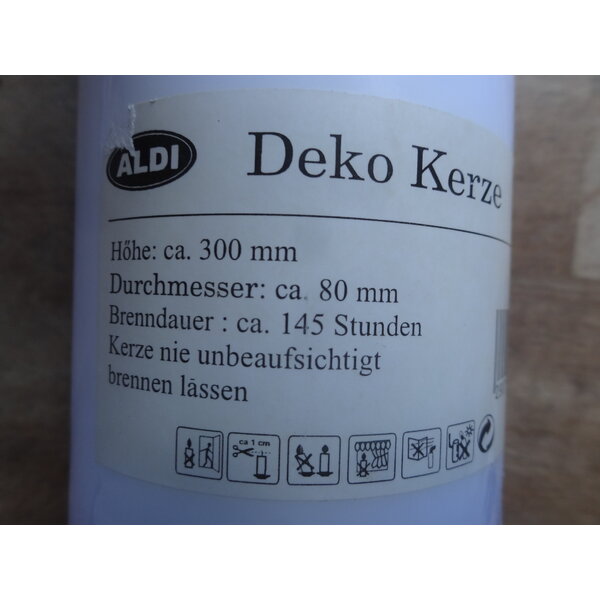 ALDI
Deko Kerze
Höhe: ca. 300 mm
Durchmesser: ca. 80 mm
Brenndauer : ca. 145 Stunden
Kerze nie unbeaufsichtigt
brennen lassen
ca 1 cm